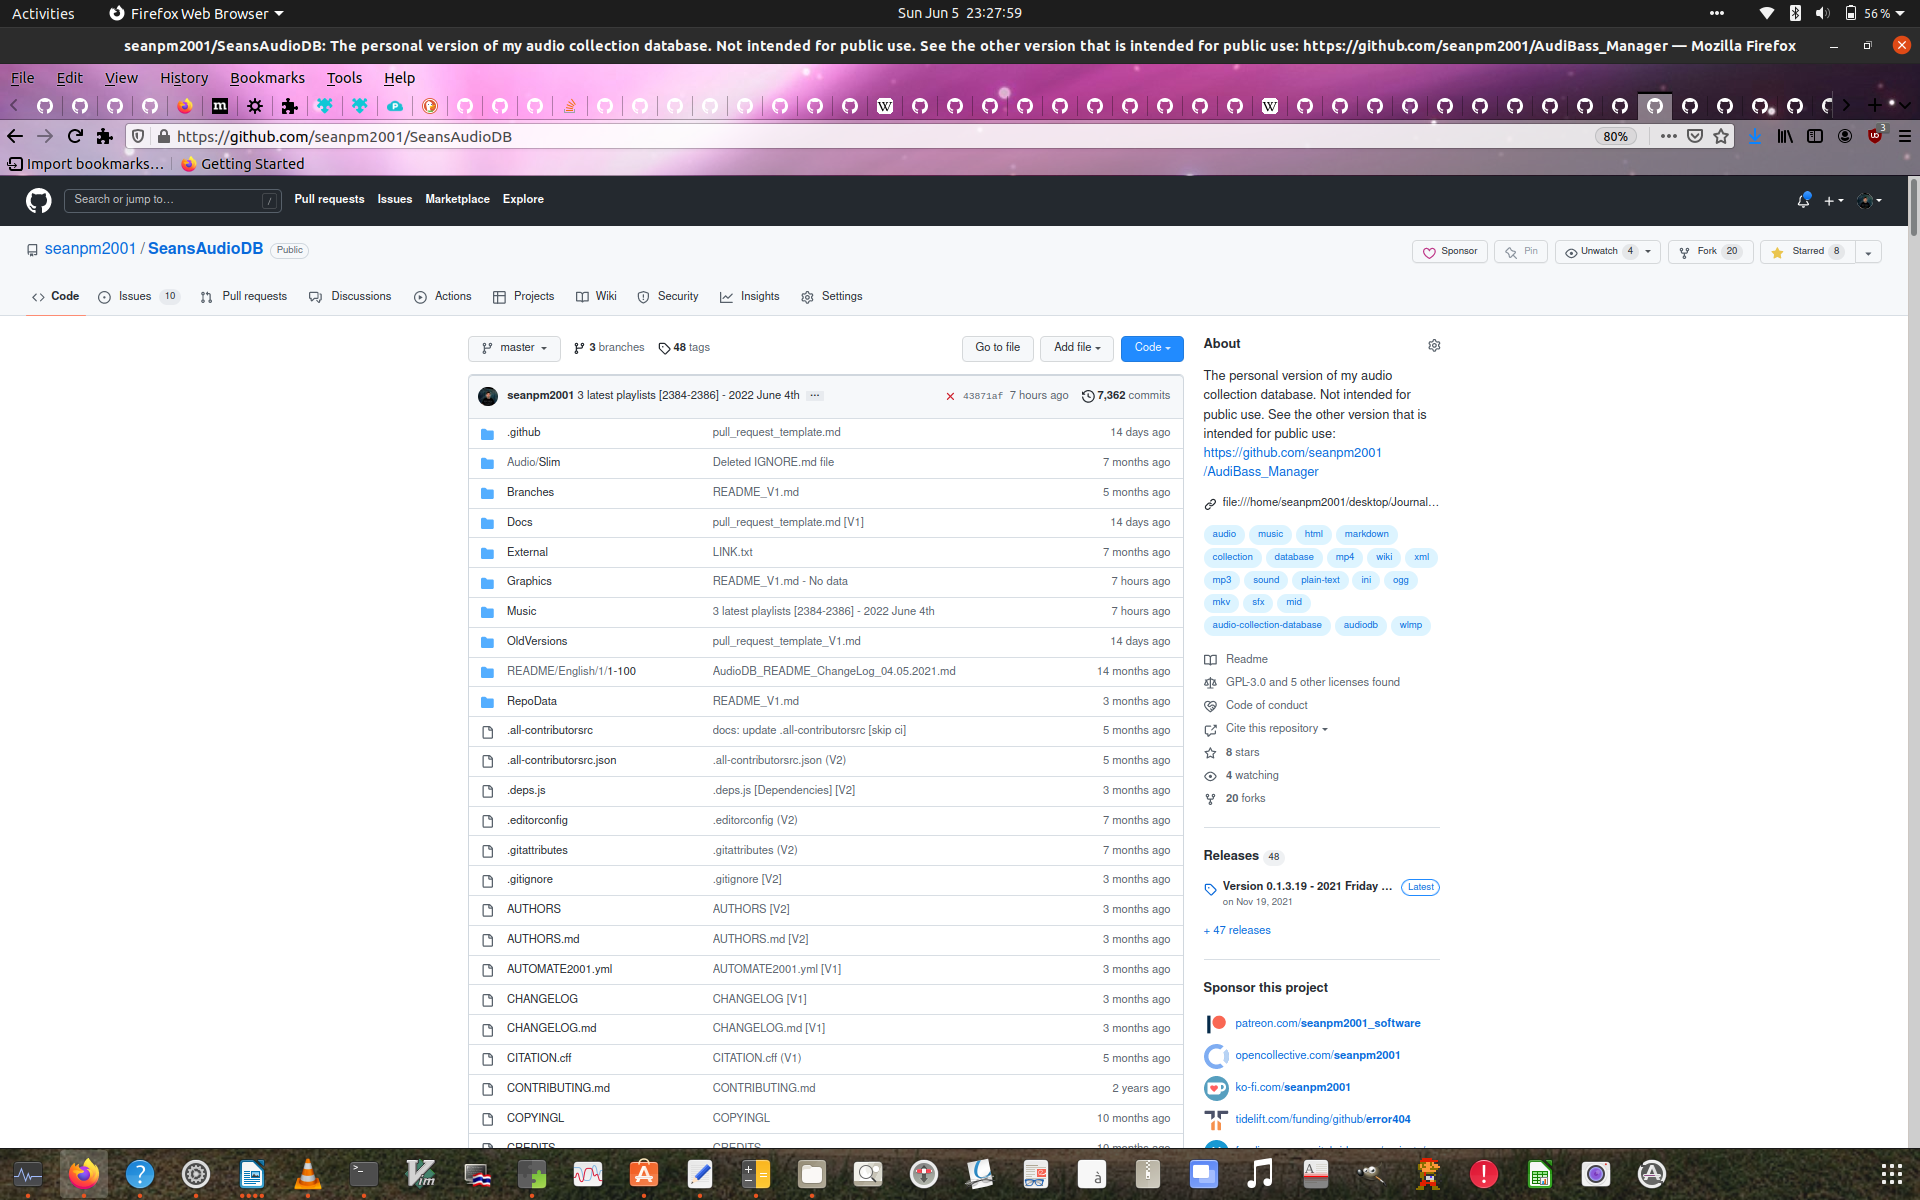 Activities
Firefox Web Browser
Sun Jun 5 23:27:59
56 %
seanpm2001/SeansAudioDB: The personal version of my audio collection database. Not intended for public use. See the other version that is intended for public use: https://github.com/seanpm2001/AudiBass_Manager — Mozilla Firefox
File Edit View History Bookmarks Tools Help
https://github.com/seanpm2001/SeansAudioDB
80%
3
Import bookmarks...
Getting Started
Search or jump to...
/
Pull requests Issues Marketplace Explore
seanpm2001 / SeansAudioDB Public
Sponsor
Pin
Unwatch 4
Fork 20
Starred 8
Code
Issues 10
Pull requests
Discussions
Actions
Projects
Wiki
Security
Insights
Settings
master
3 branches
48 tags
Go to file
Add file
Code
seanpm2001 3 latest playlists [2384-2386] - 2022 June 4th ...
43871af 7 hours ago 7,362 commits
.github pull_request_template.md 14 days ago
Audio/Slim Deleted IGNORE.md file 7 months ago
Branches README_V1.md 5 months ago
Docs pull_request_template.md [V1] 14 days ago
External LINK.txt 7 months ago
Graphics README_V1.md - No data 7 hours ago
Music 3 latest playlists [2384-2386] - 2022 June 4th 7 hours ago
OldVersions pull_request_template_V1.md 14 days ago
README/English/1/1-100 AudioDB_README_ChangeLog_04.05.2021.md 14 months ago
RepoData README_V1.md 3 months ago
.all-contributorsrc docs: update .all-contributorsrc [skip ci] 5 months ago
.all-contributorsrc.json .all-contributorsrc.json (V2) 5 months ago
.deps.js .deps.js [Dependencies] [V2] 3 months ago
.editorconfig .editorconfig (V2) 7 months ago
.gitattributes .gitattributes (V2) 7 months ago
.gitignore .gitignore [V2] 3 months ago
AUTHORS AUTHORS [V2] 3 months ago
AUTHORS.md AUTHORS.md [V2] 3 months ago
AUTOMATE2001.yml AUTOMATE2001.yml [V1] 3 months ago
CHANGELOG CHANGELOG [V1] 3 months ago
CHANGELOG.md CHANGELOG.md [V1] 3 months ago
CITATION.cff CITATION.cff (V1) 5 months ago
CONTRIBUTING.md CONTRIBUTING.md 2 years ago
COPYINGL COPYINGL 10 months ago
CREDITS CREDITS 10 months ago
About
The personal version of my audio
collection database. Not intended for
public use. See the other version that is
intended for public use:
https://github.com/seanpm2001
/AudiBass_Manager
file:///home/seanpm2001/desktop/Journal...
audio music html markdown
collection database mp4 wiki xml
mp3 sound plain-text ini ogg
mkv sfx mid
audio-collection-database audiodb wlmp
Readme
GPL-3.0 and 5 other licenses found
Code of conduct
Cite this repository
8 stars
4 watching
20 forks
Releases 48
Version 0.1.3.19 - 2021 Friday ... Latest
on Nov 19, 2021
+ 47 releases
Sponsor this project
patreon.com/seanpm2001_software
opencollective.com/seanpm2001
ko-fi.com/seanpm2001
tidelift.com/funding/github/error404